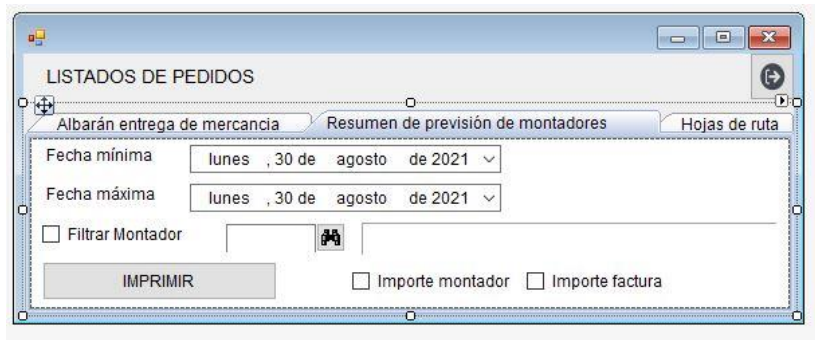 LISTADOS DE PEDIDOS
Albarán entrega de mercancia
Resumen de previsión de montadores
Hojas de ruta
Fecha mínima
lunes , 30 de agosto de 2021
Fecha máxima
lunes , 30 de agosto de 2021
Filtrar Montador
IMPRIMIR
Importe montador
Importe factura